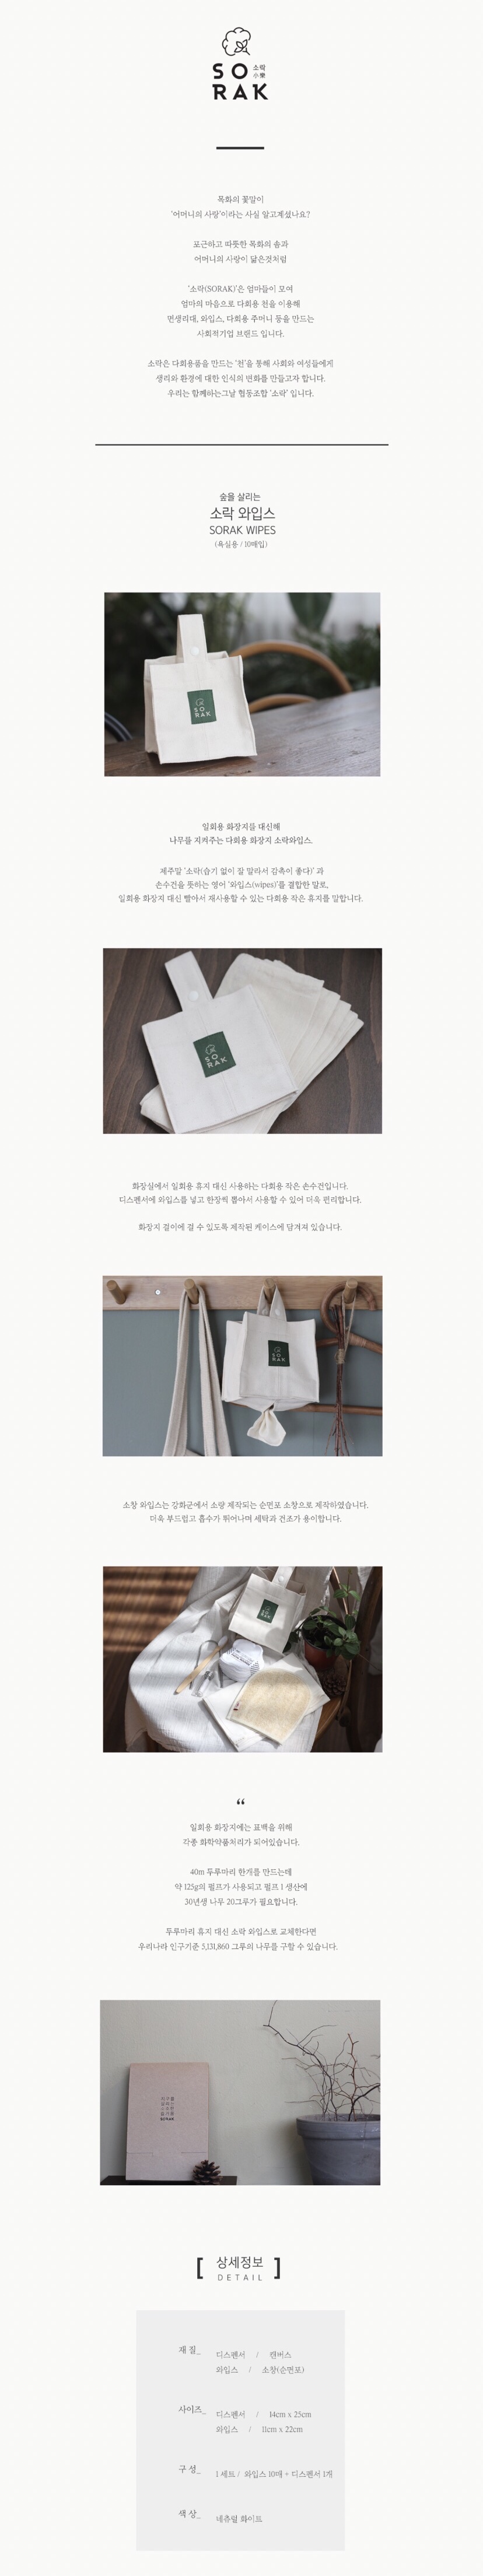 SO 소락
小樂
RAK
목화의 꽃말이
'어머니의 사랑'이라는 사실 알고계셨나요?
포근하고 따뜻한 목화의 솜과
어머니의 사랑이 닮은것처럼
'소락(SORAK)'은 엄마들이 모여
엄마의 마음으로 다회용 천을 이용해
면생리대, 와입스, 다회용 주머니 등을 만드는
사회적기업 브랜드 입니다.
소락은 다회용품을 만드는 '천'을 통해 사회와 여성들에게
생리와 환경에 대한 인식의 변화를 만들고자 합니다.
우리는 함께하는그날 협동조합 '소락' 입니다.
숲을 살리는
소락 와입스
SORAK WIPES
(욕실용 / 10매입)
SO
RAK
일회용 화장지를 대신해
나무를 지켜주는 다회용 화장지 소락와입스.
제주말 '소락(습기 없이 잘 말라서 감촉이 좋다)' 과
손수건을 뜻하는 영어 '와입스(wipes)'를 결합한 말로,
일회용 화장지 대신 빨아서 재사용할 수 있는 다회용 작은 휴지를 말합니다.
SO
RAK
화장실에서 일회용 휴지 대신 사용하는 다회용 작은 손수건입니다.
디스펜서에 와입스를 넣고 한장씩 뽑아서 사용할 수 있어 더욱 편리합니다.
화장지 걸이에 걸 수 있도록 제작된 케이스에 담겨져 있습니다.
SO
RAK
소창 와입스는 강화군에서 소량 제작되는 순면포 소창으로 제작하였습니다.
더욱 부드럽고 흡수가 뛰어나며 세탁과 건조가 용이합니다.
SO
RAK
“
일회용 화장지에는 표백을 위해
각종 화학약품처리가 되어있습니다.
40m 두루마리 한개를 만드는데
약 125g의 펄프가 사용되고 펄프 1 생산에
30년생 나무 20그루가 필요합니다.
두루마리 휴지 대신 소락 와입스로 교체한다면
우리나라 인구기준 5,131,860 그루의 나무를 구할 수 있습니다.
SORAK
[ 상세정보 ]
DETAIL
재 질_ 디스펜서 / 캔버스
와입스 / 소창(순면포)
사이즈_ 디스펜서 / 14cm x 25cm
와입스 / 11cm x 22cm
구 성_ 1 세트 / 와입스 10매 + 디스펜서 1개
색 상_ 네츄럴 화이트